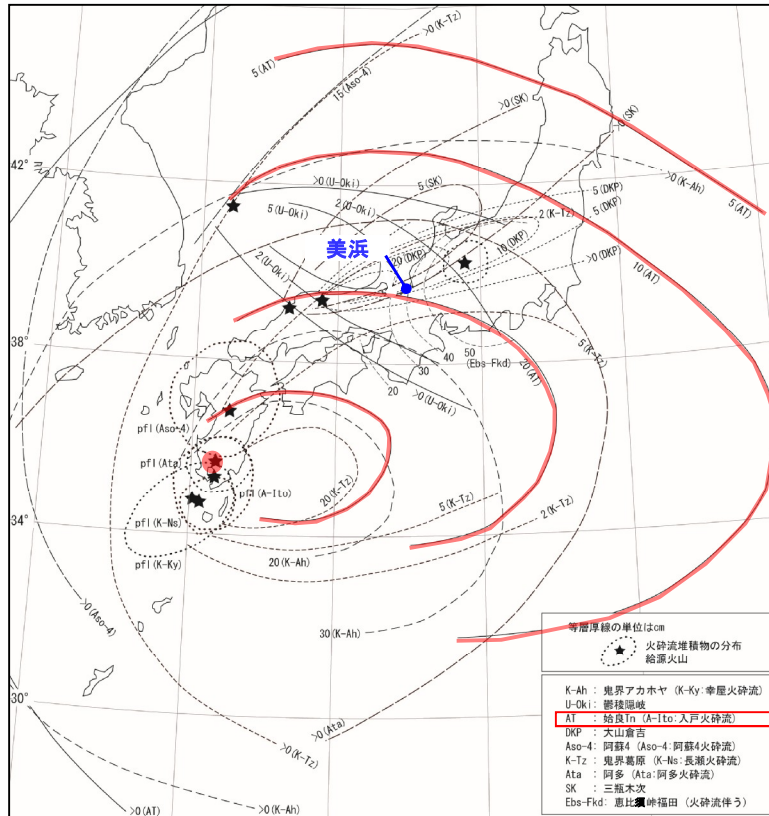 >0(K-Tz)
5(AT)
15(Aso-4)
>0(SK)
>0(SK)
42°
>0(U-Oki)
5(SK)
>0(K-Ah)
5(U-Oki)
2(U-Oki)
5(DKP)
2(K-Tz)
5(DKP)
5(AT)
美浜
20(DKP)
10(DKP)
>0(DKP)
2(U-Oki)
10(AT)
38°
50
(Ebs-Fkd)
40
30
20
20(AT)
5(K-Tz)
>0(U-Oki)
pfl(Aso-4)
pfl(Ata)
pfl(A-Ito)
20(K-Tz)
5(K-Tz)
2(K-Tz)
34°
pfl(K-Ns)
pfl(K-Ky)
20(K-Ah)
>0(Aso-4)
30(K-Ah)
30°
>0(Ata)
>0(K-Tz)
>0(AT)
>0(K-Ah)
等層厚線の単位はcm
火砕流堆積物の分布
給源火山
K-Ah : 鬼界アカホヤ (K-Ky:幸屋火砕流)
U-Oki : 鬱稜隠岐
AT : 姶良Tn (A-Ito:入戸火砕流)
DKP : 大山倉吉
Aso-4: 阿蘇4 (Aso-4:阿蘇4火砕流)
K-Tz : 鬼界葛原 (K-Ns:長瀬火砕流)
Ata : 阿多 (Ata:阿多火砕流)
SK : 三瓶木次
Ebs-Fkd: 恵比須峠福田 (火砕流伴う)